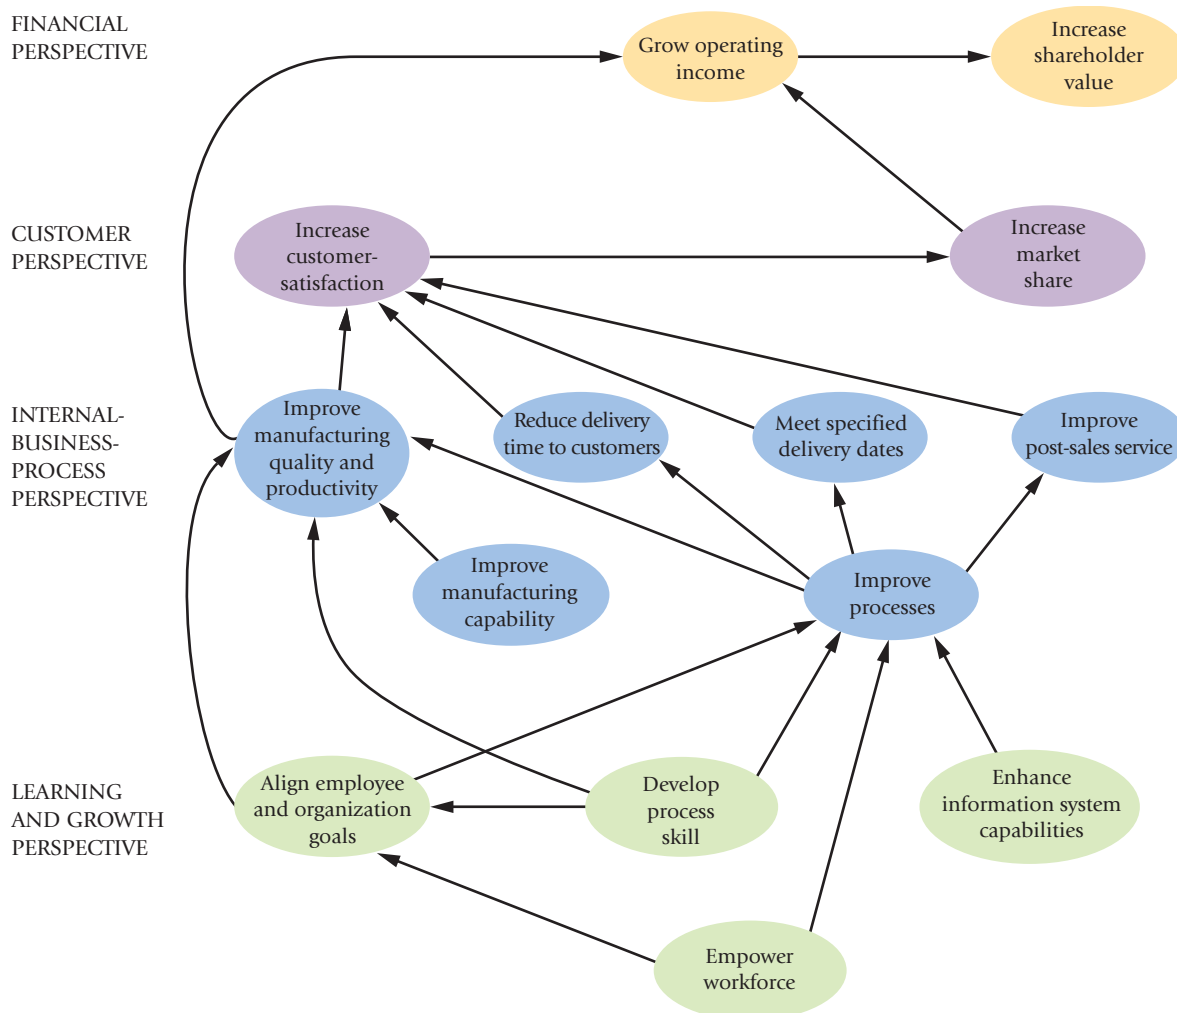 FINANCIAL
PERSPECTIVE
Grow operating
income
Increase
shareholder
value
CUSTOMER
PERSPECTIVE
Increase
customer-
satisfaction
Increase
market
share
INTERNAL-
BUSINESS-
PROCESS
PERSPECTIVE
Improve
manufacturing
quality and
productivity
Reduce delivery
time to customers
Meet specified
delivery dates
Improve
post-sales service
Improve
manufacturing
capability
Improve
processes
LEARNING
AND GROWTH
PERSPECTIVE
Align employee
and organization
goals
Develop
process
skill
Enhance
information system
capabilities
Empower
workforce